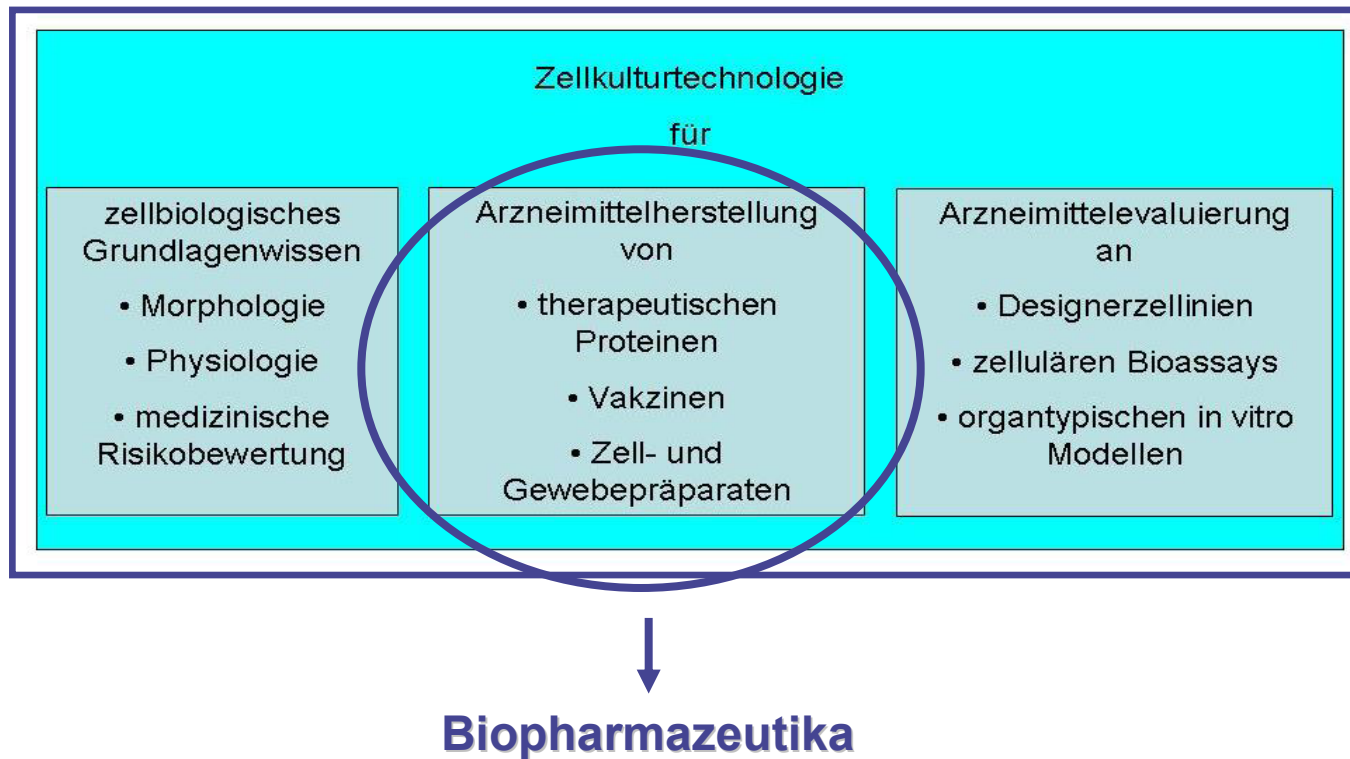 Zellkulturtechnologie
für
zellbiologisches
Grundlagenwissen
• Morphologie
• Physiologie
• medizinische
Risikobewertung
Arzneimittelherstellung
von
• therapeutischen
Proteinen
• Vakzinen
• Zell- und
Gewebepräparaten
Arzneimittelevaluierung
an
• Designerzellinien
• zellulären Bioassays
• organtypischen in vitro
Modellen
Biopharmazeutika